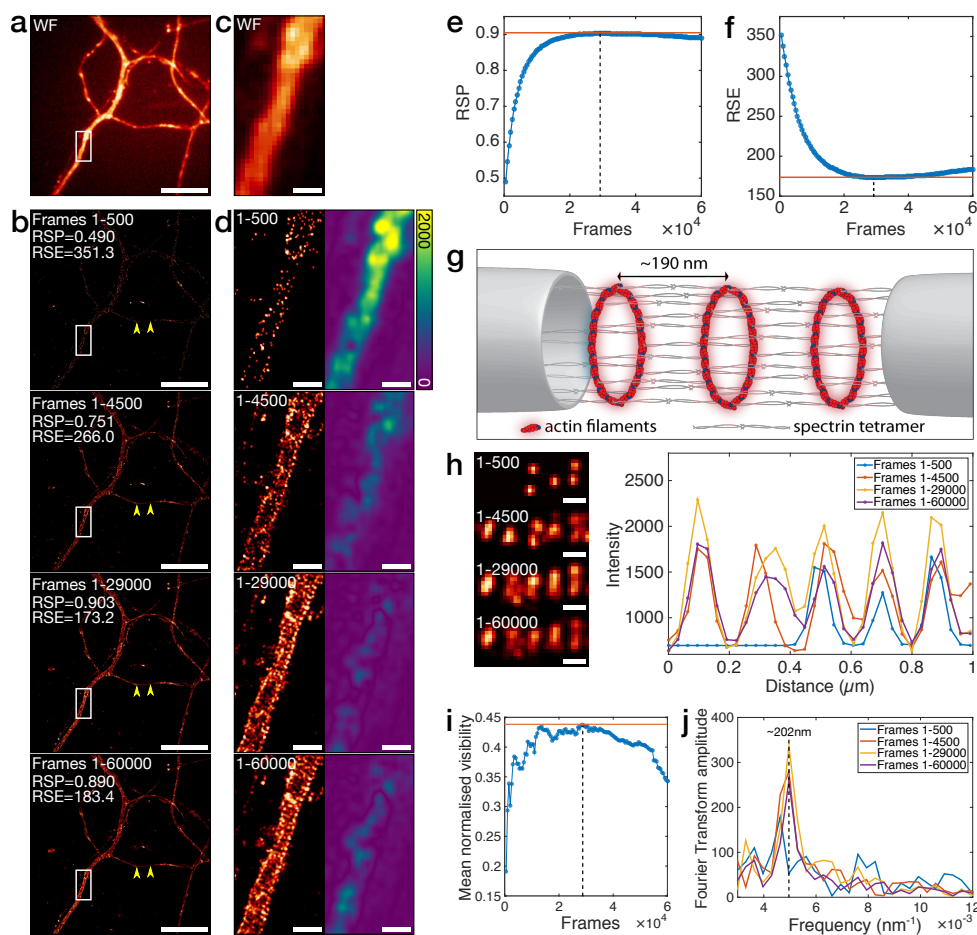 a
WF
b
Frames 1-500
RSP=0.490
RSE=351.3
Frames 1-4500
RSP=0.751
RSE=266.0
Frames 1-29000
RSP=0.903
RSE=173.2
Frames 1-60000
RSP=0.890
RSE=183.4
c
WF
d
1-500
2000
0
1-4500
1-29000
1-60000
e
RSP
0.9
0.8
0.7
0.6
0.5
0 2 4 6
Frames ×10⁴
f
RSE
350
300
250
200
150
0 2 4 6
Frames ×10⁴
g
~190 nm
actin filaments
spectrin tetramer
h
1-500
1-4500
1-29000
1-60000
Intensity
2500
2000
1500
1000
0 0.2 0.4 0.6 0.8 1
Distance (µm)
Frames 1-500
Frames 1-4500
Frames 1-29000
Frames 1-60000
i
Mean normalised visibility
0.45
0.4
0.35
0.3
0.25
0.2
0.15
0 2 4 6
Frames ×10⁴
j
Fourier Transform amplitude
400
300
200
100
0
~202nm
Frames 1-500
Frames 1-4500
Frames 1-29000
Frames 1-60000
4 6 8 10 12
Frequency (nm⁻¹) ×10⁻³